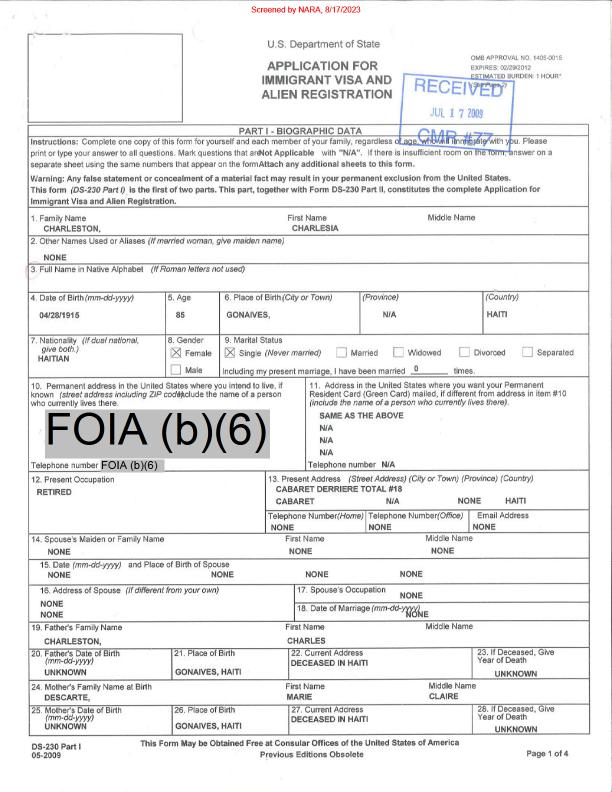 Screened by NARA, 8/17/2023
U.S. Department of State
APPLICATION FOR
IMMIGRANT VISA AND
ALIEN REGISTRATION
OMB APPROVAL NO. 1405-0015
EXPIRES: 02/29/2012
ESTIMATED BURDEN: 1 HOUR*
RECEIVED
JUL 17 2009
CMR #77
PART I - BIOGRAPHIC DATA
Instructions: Complete one copy of this form for yourself and each member of your family, regardless of age, who will immigrate with you. Please
print or type your answer to all questions. Mark questions that are Not Applicable with "N/A". If there is insufficient room on the form, answer on a
separate sheet using the same numbers that appear on the form. Attach any additional sheets to this form.
Warning: Any false statement or concealment of a material fact may result in your permanent exclusion from the United States.
This form (DS-230 Part I) is the first of two parts. This part, together with Form DS-230 Part II, constitutes the complete Application for
Immigrant Visa and Alien Registration.
1. Family Name First Name Middle Name
CHARLESTON, CHARLESIA
2. Other Names Used or Aliases (If married woman, give maiden name)
NONE
3. Full Name in Native Alphabet (If Roman letters not used)
4. Date of Birth (mm-dd-yyyy) 5. Age 6. Place of Birth (City or Town) (Province) (Country)
04/28/1915 85 GONAIVES, N/A HAITI
7. Nationality (If dual national,
give both.)
HAITIAN
8. Gender
Female
Male
9. Marital Status
Single (Never married) Married Widowed Divorced Separated
Including my present marriage, I have been married 0 times.
10. Permanent address in the United States where you intend to live, if
known (street address including ZIP code). Include the name of a person
who currently lives there.
FOIA (b)(6)
Telephone number FOIA (b)(6)
11. Address in the United States where you want your Permanent
Resident Card (Green Card) mailed, if different from address in item #10
(include the name of a person who currently lives there).
SAME AS THE ABOVE
N/A
N/A
N/A
Telephone number N/A
12. Present Occupation
RETIRED
13. Present Address (Street Address) (City or Town) (Province) (Country)
CABARET DERRIERE TOTAL #18
CABARET N/A NONE HAITI
Telephone Number (Home) Telephone Number (Office) Email Address
NONE NONE NONE
14. Spouse's Maiden or Family Name First Name Middle Name
NONE NONE NONE
15. Date (mm-dd-yyyy) and Place of Birth of Spouse
NONE NONE NONE NONE
16. Address of Spouse (If different from your own)
NONE
NONE
17. Spouse's Occupation NONE
18. Date of Marriage (mm-dd-yyyy) NONE
19. Father's Family Name First Name Middle Name
CHARLESTON, CHARLES
20. Father's Date of Birth
(mm-dd-yyyy)
UNKNOWN
21. Place of Birth
GONAIVES, HAITI
22. Current Address
DECEASED IN HAITI
23. If Deceased, Give
Year of Death
UNKNOWN
24. Mother's Family Name at Birth First Name Middle Name
DESCARTE, MARIE CLAIRE
25. Mother's Date of Birth
(mm-dd-yyyy)
UNKNOWN
26. Place of Birth
GONAIVES, HAITI
27. Current Address
DECEASED IN HAITI
28. If Deceased, Give
Year of Death
UNKNOWN
DS-230 Part I
05-2009
This Form May be Obtained Free at Consular Offices of the United States of America
Previous Editions Obsolete
Page 1 of 4